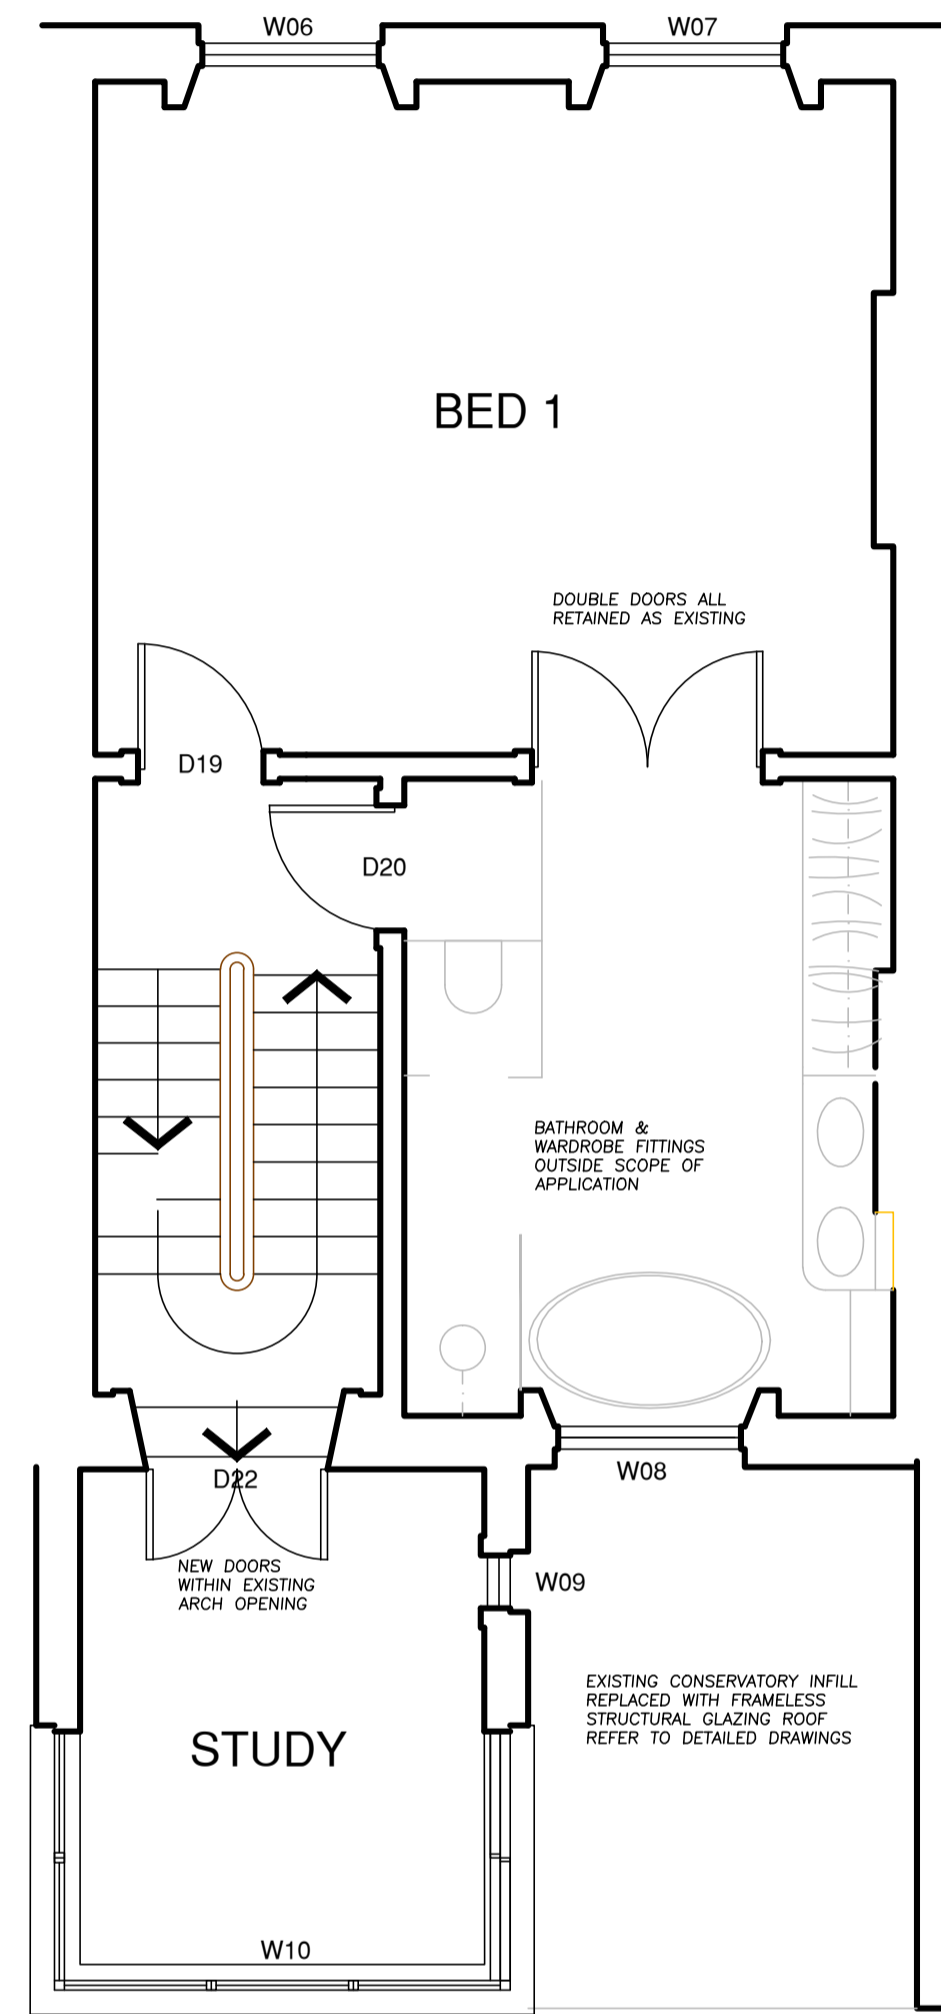 W06
W07
BED 1
DOUBLE DOORS ALL
RETAINED AS EXISTING
D19
D20
BATHROOM &
WARDROBE FITTINGS
OUTSIDE SCOPE OF
APPLICATION
W08
D22
NEW DOORS
WITHIN EXISTING
ARCH OPENING
W09
EXISTING CONSERVATORY INFILL
REPLACED WITH FRAMELESS
STRUCTURAL GLAZING ROOF
REFER TO DETAILED DRAWINGS
STUDY
W10